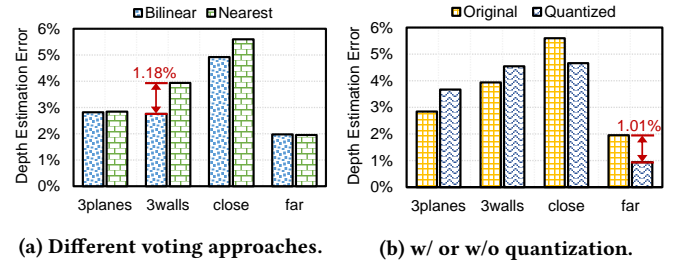 Bilinear Nearest
Depth Estimation Error
6%
5%
4%
3%
2%
1%
0%
1.18%
3planes 3walls close far
(a) Different voting approaches.
Original Quantized
Depth Estimation Error
6%
5%
4%
3%
2%
1%
0%
1.01%
3planes 3walls close far
(b) w/ or w/o quantization.